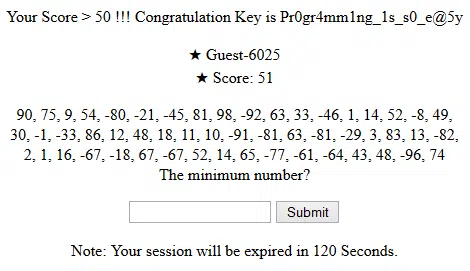 Your Score > 50 !!! Congratulation Key is Pr0gr4mm1ng_1s_s0_e@5y
★ Guest-6025
★ Score: 51
90, 75, 9, 54, -80, -21, -45, 81, 98, -92, 63, 33, -46, 1, 14, 52, -8, 49,
30, -1, -33, 86, 12, 48, 18, 11, 10, -91, -81, 63, -81, -29, 3, 83, 13, -82,
2, 1, 16, -67, -18, 67, -67, 52, 14, 65, -77, -61, -64, 43, 48, -96, 74
The minimum number?
Submit
Note: Your session will be expired in 120 Seconds.